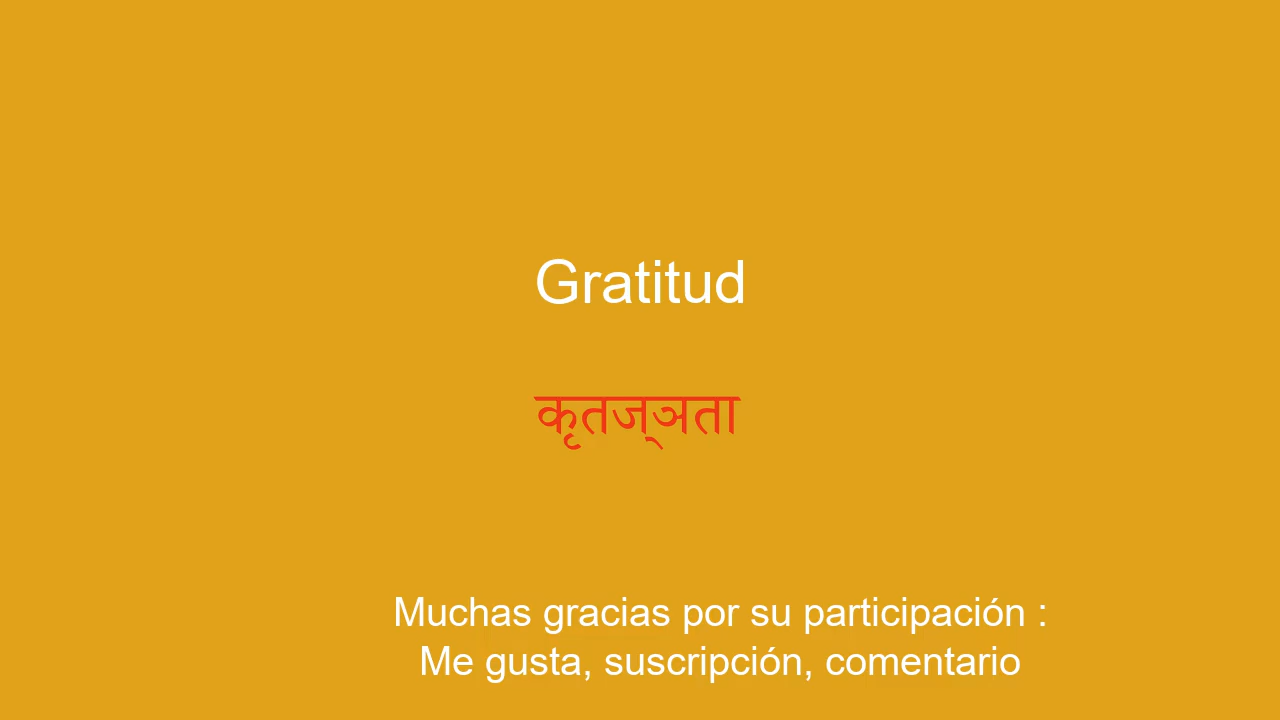 Gratitud
कृतज्ञता
Muchas gracias por su participación :
Me gusta, suscripción, comentario